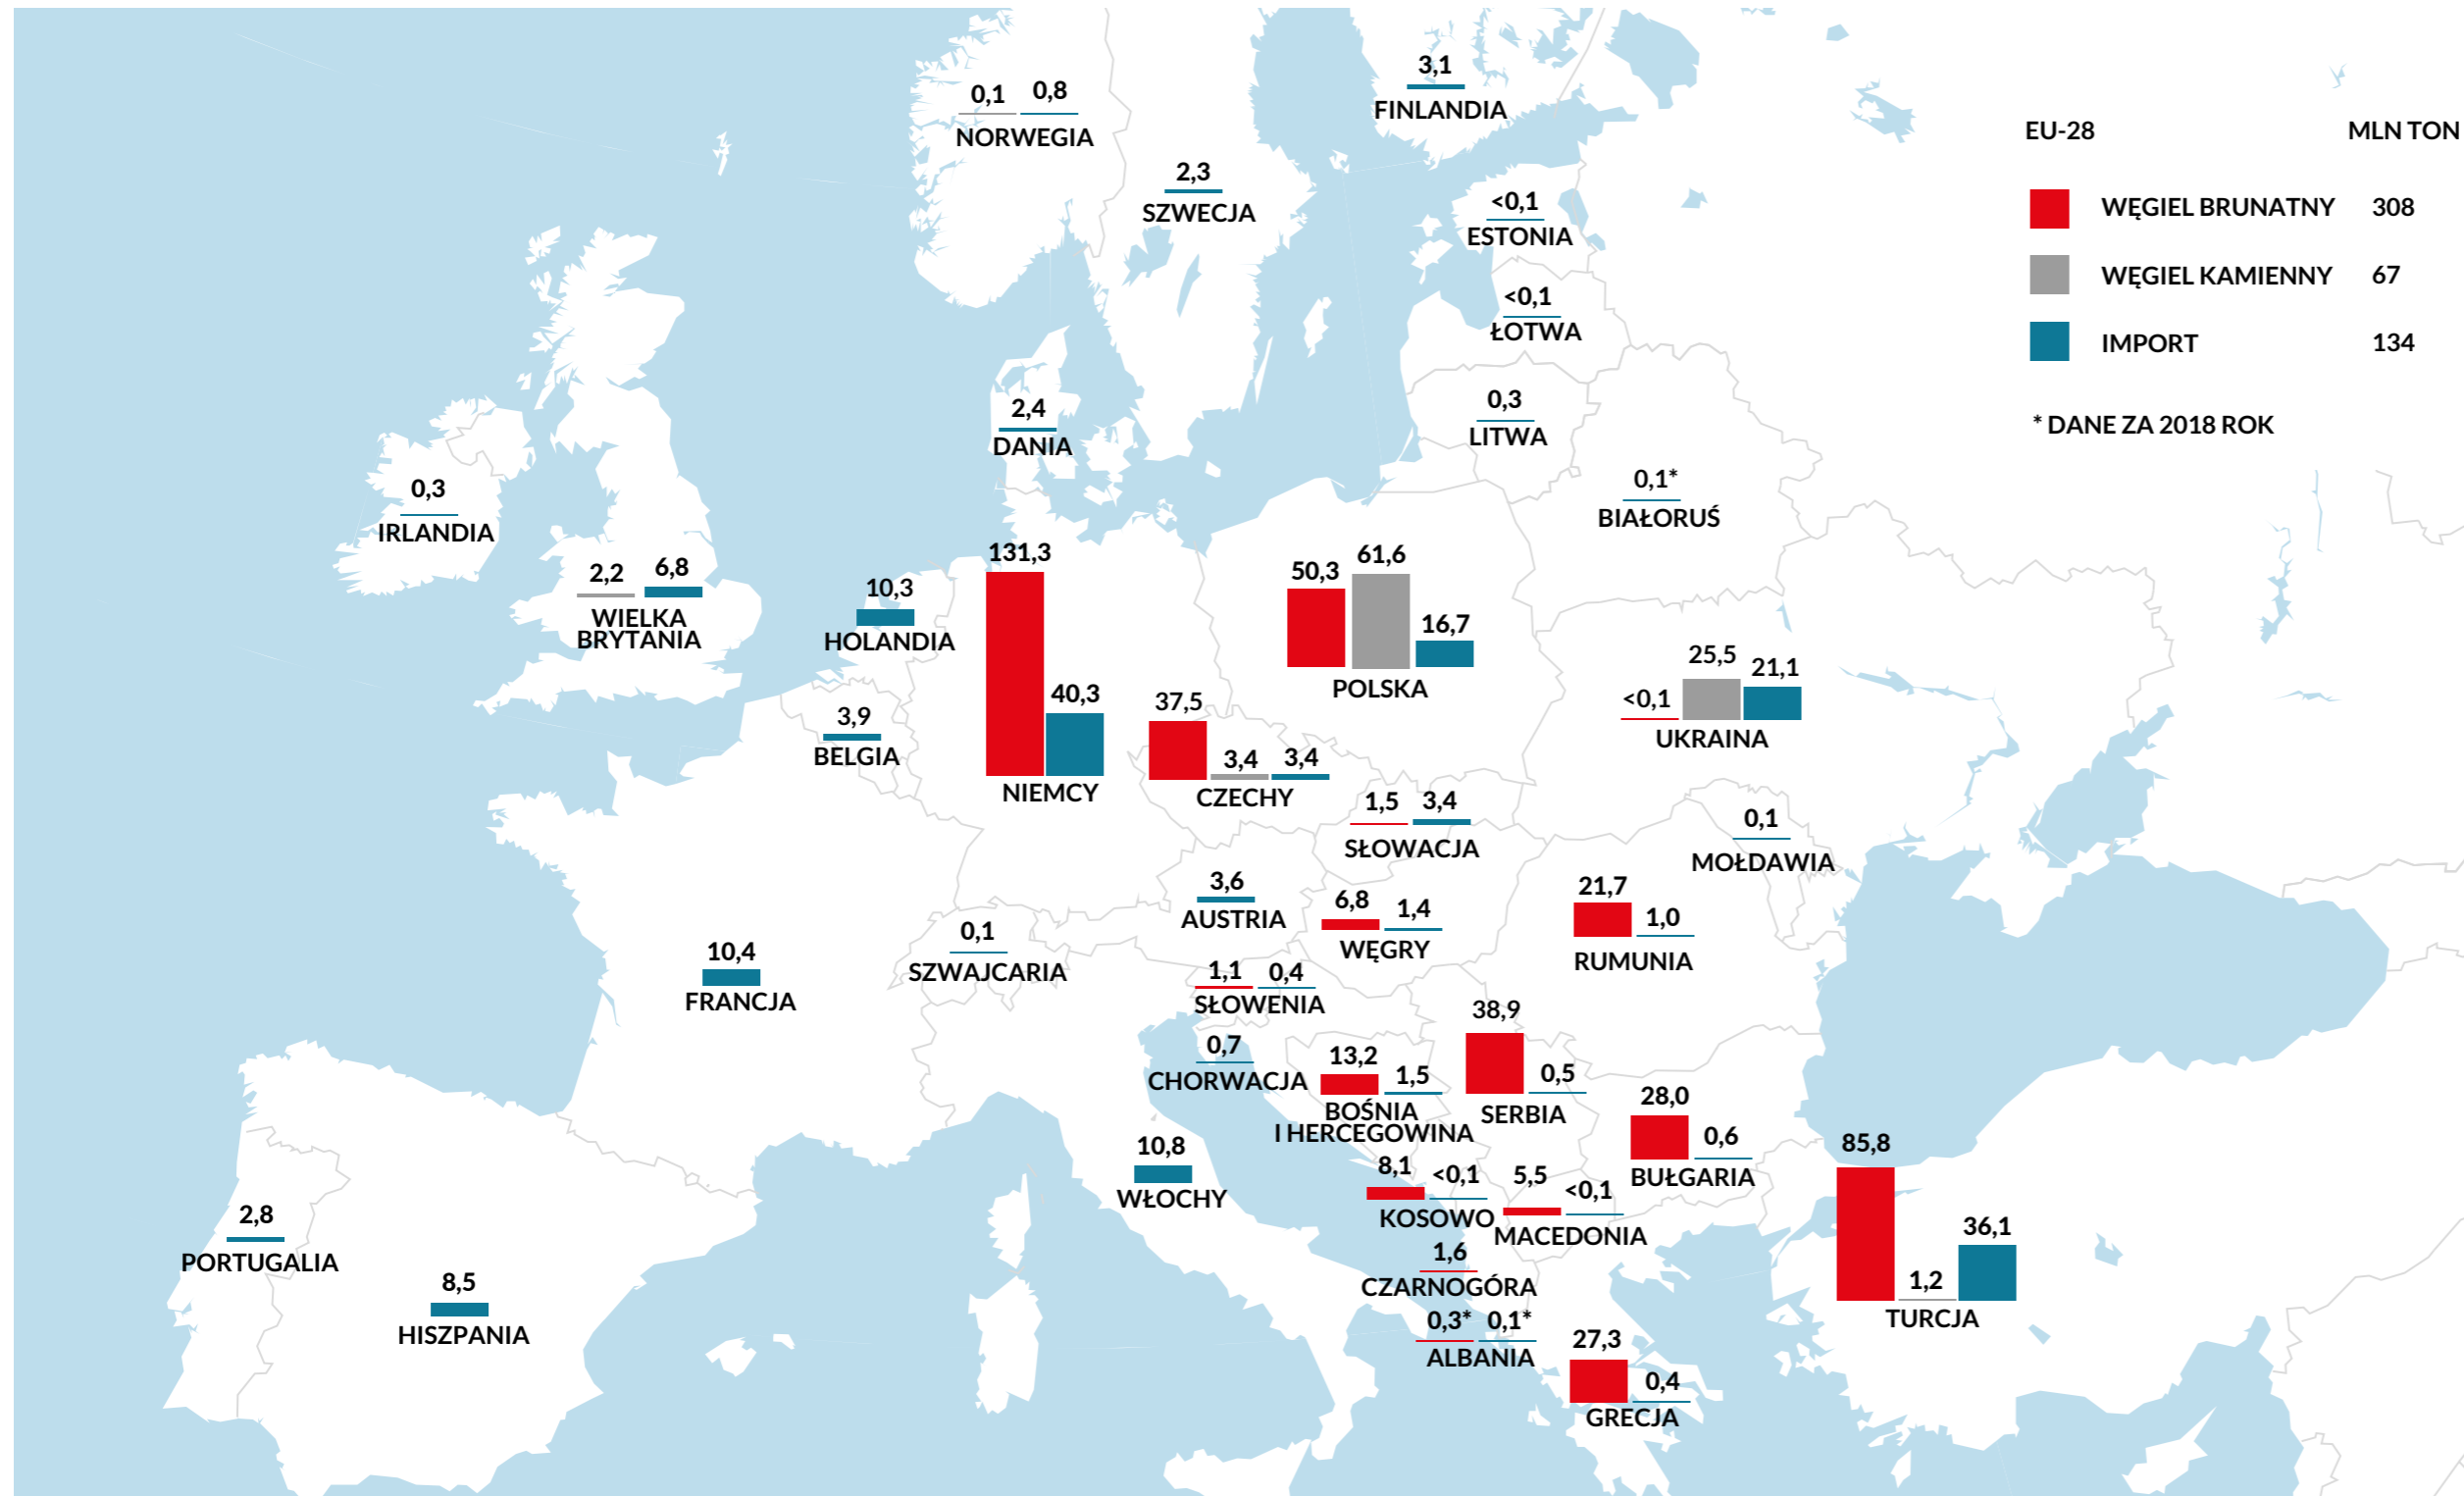 3,1
FINLANDIA
0,1 0,8
NORWEGIA
2,3
SZWECJA
<0,1
ESTONIA
<0,1
ŁOTWA
0,3
LITWA
2,4
DANIA
0,1*
BIAŁORUŚ
0,3
IRLANDIA
2,2 6,8
WIELKA
BRYTANIA
10,3
HOLANDIA
131,3
40,3
NIEMCY
50,3 61,6 16,7
POLSKA
<0,1 25,5 21,1
UKRAINA
3,9
BELGIA
37,5 3,4 3,4
CZECHY
1,5 3,4
SŁOWACJA
0,1
MOŁDAWIA
3,6
AUSTRIA
6,8 1,4
WĘGRY
21,7 1,0
RUMUNIA
10,4
FRANCJA
0,1
SZWAJCARIA
1,1 0,4
SŁOWENIA
0,7
CHORWACJA
13,2 1,5
BOŚNIA
I HERCEGOWINA
38,9 0,5
SERBIA
28,0 0,6
BUŁGARIA
10,8
WŁOCHY
8,1 <0,1
KOSOWO
5,5 <0,1
MACEDONIA
85,8 1,2 36,1
TURCJA
2,8
PORTUGALIA
8,5
HISZPANIA
1,6
CZARNOGÓRA
0,3* 0,1*
ALBANIA
27,3 0,4
GRECJA
EU-28 MLN TON
WĘGIEL BRUNATNY 308
WĘGIEL KAMIENNY 67
IMPORT 134
* DANE ZA 2018 ROK